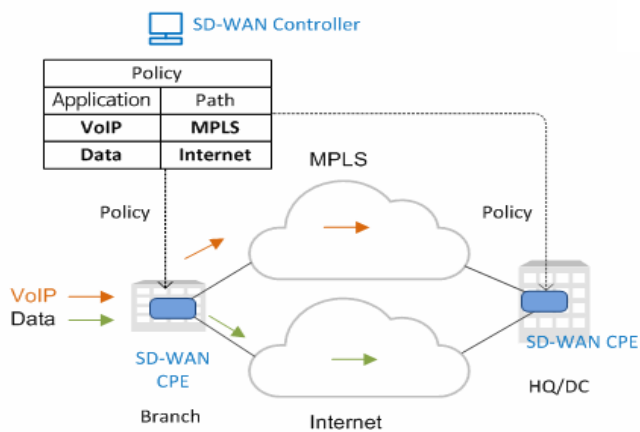 SD-WAN Controller
Policy
Application Path
VoIP MPLS
Data Internet
MPLS
Policy
Policy
VoIP
Data
SD-WAN
CPE
SD-WAN CPE
HQ/DC
Branch
Internet